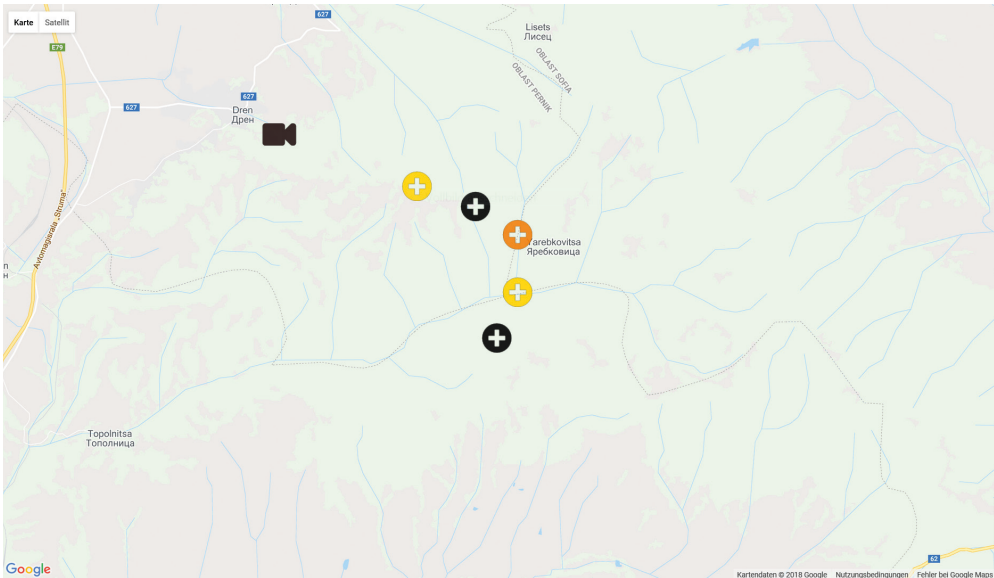 Karte Satellit
627
E79
Lisets
Лисец
OBLAST SOFIA
OBLAST PERNIK
627
627
Dren
Дрен
Avtomagistrala „Struma“
Yarebkovitsa
Яребковица
Topolnitsa
Тополница
62
Google
Kartendaten © 2018 Google Nutzungsbedingungen Fehler bei Google Maps